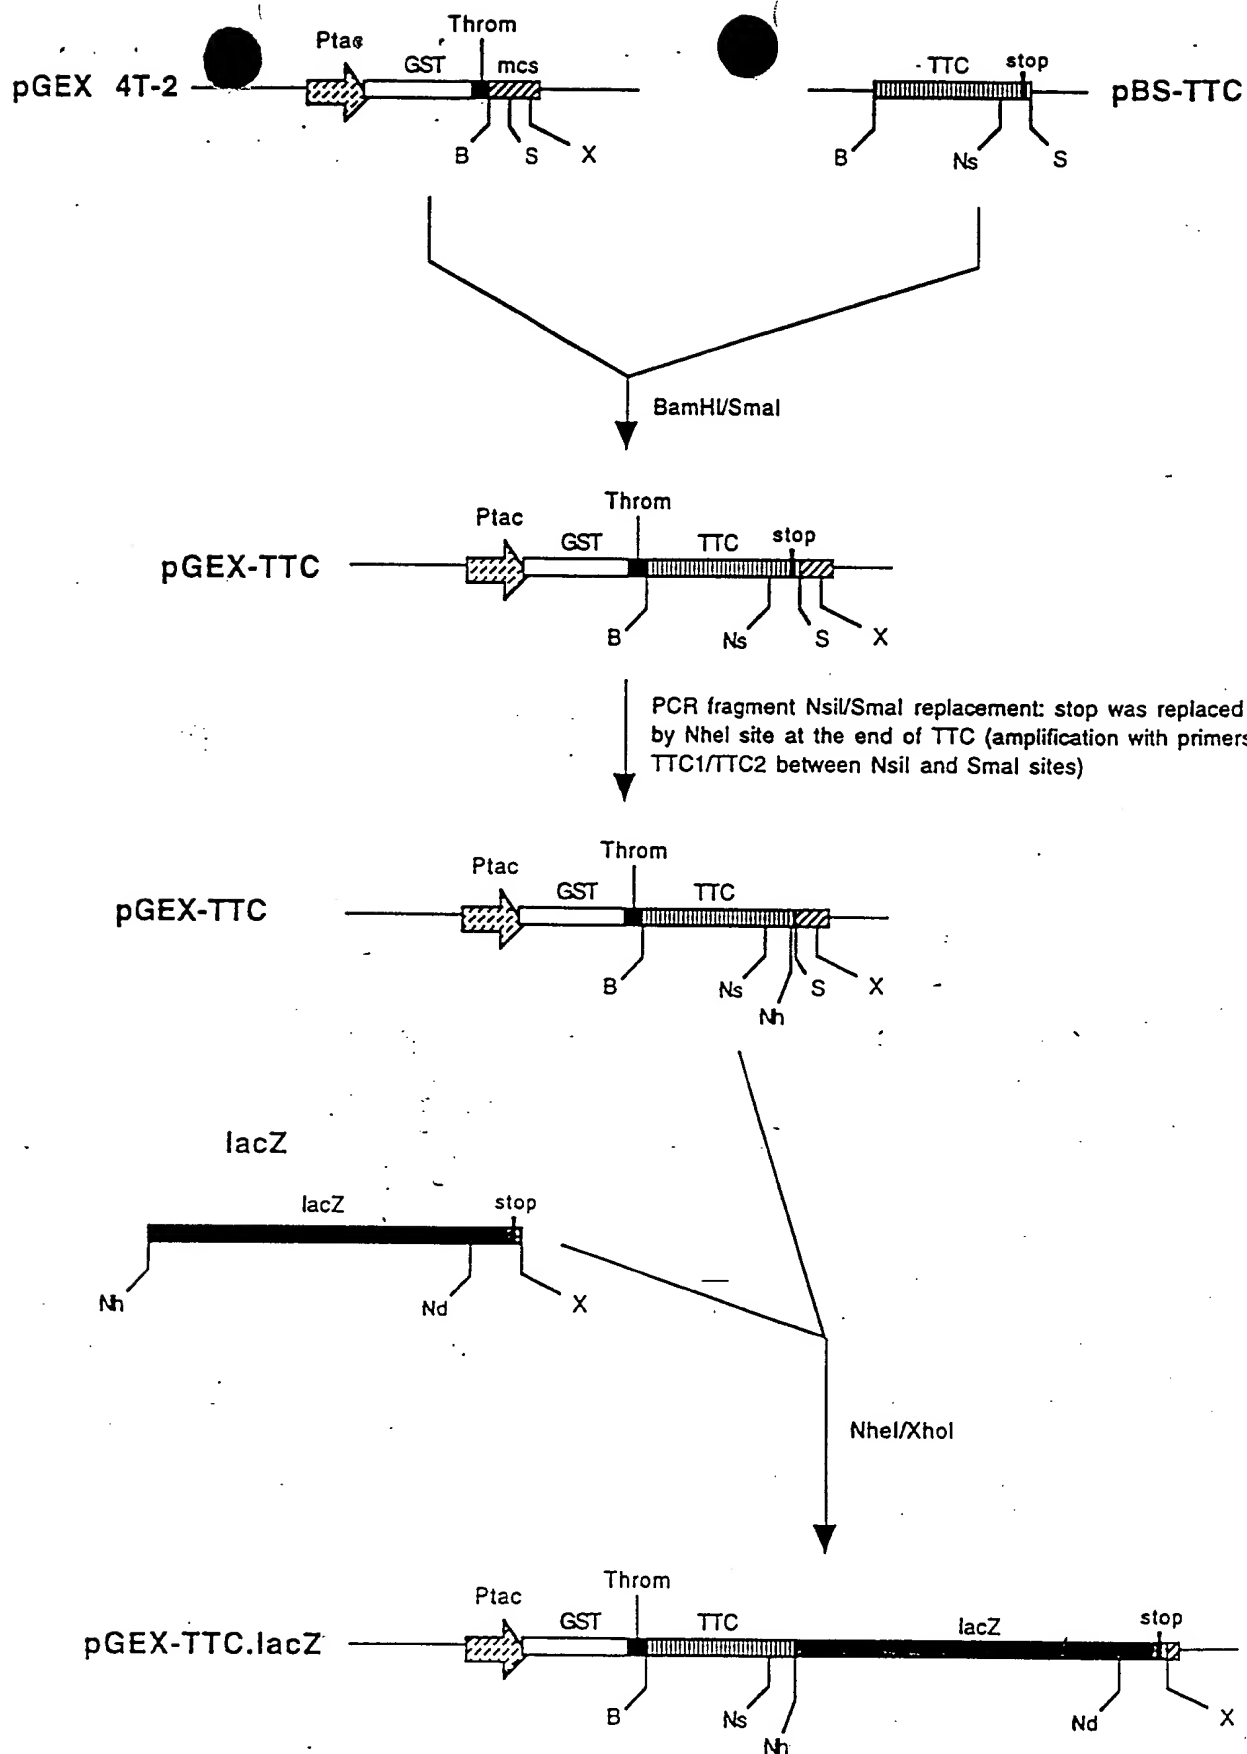 Throm
Ptac
GST
mcs
pGEX 4T-2
B
S
X
TTC
stop
pBS-TTC
B
Ns
S
BamHI/SmaI
Throm
Ptac
GST
TTC
stop
pGEX-TTC
B
Ns
S
X
PCR fragment NsiI/SmaI replacement: stop was replaced
by NheI site at the end of TTC (amplification with primers
TTC1/TTC2 between NsiI and SmaI sites)
Throm
Ptac
GST
TTC
pGEX-TTC
B
Ns
Nh
S
X
lacZ
lacZ
stop
Nh
Nd
X
NheI/XhoI
Throm
Ptac
GST
TTC
lacZ
stop
pGEX-TTC.lacZ
B
Ns
Nh
Nd
X